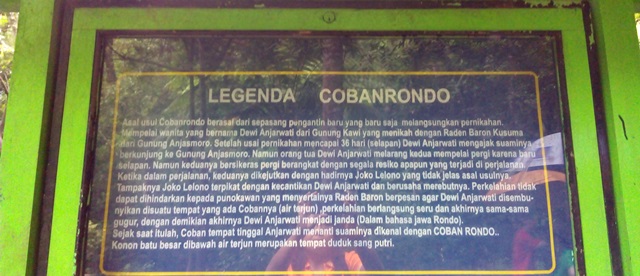 LEGENDA COBANRONDO
Asal usul Cobanrondo berasal dari sepasang pengantin baru yang baru saja melangsungkan pernikahan.
Mempelai wanita yang bernama Dewi Anjarwati dari Gunung Kawi yang menikah dengan Raden Baron Kusuma
dari Gunung Anjasmoro. Setelah usai pernikahan mencapai 36 hari (selapan) Dewi Anjarwati mengajak suaminya
berkunjung ke Gunung Anjasmoro. Namun orang tua Dewi Anjarwati melarang kadua mempelai pergi karena baru
selapan. Namun keduanya bersikeras pergi berangkat dengan segala resiko apapun yang terjadi di perjalanan.
Ketika dalam perjalanan, keduanya dikejutkan dengan hadirnya Joko Lelono yang tidak jelas asal usulnya.
Tampaknya Joko Lelono terpikat dengan kecantikan Dewi Anjarwati dan berusaha merebutnya. Perkelahian tidak
dapat dihindarkan kepada punokawan yang menyertainya Raden Baron berpesan agar Dewi Anjarwati disembu-
nyikan disuatu tempat yang ada Cobannya (air terjun) .perkelahian berlangsung seru dan akhirnya sama-sama
gugur, dengan demikian akhirnya Dewi Anjarwati menjadi janda (Dalam bahasa jawa Rondo).
Sejak saat itulah, Coban tempat tinggal Anjarwati menanti suaminya dikenal dengan COBAN RONDO..
Konon batu besar dibawah air terjun merupakan tempat duduk sang putri.